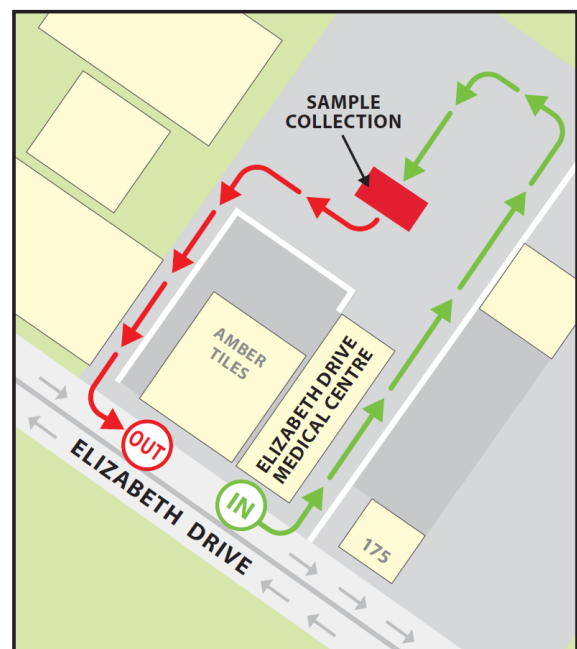 SAMPLE
COLLECTION
AMBER
TILES
ELIZABETH DRIVE
MEDICAL CENTRE
OUT
IN
ELIZABETH DRIVE
175